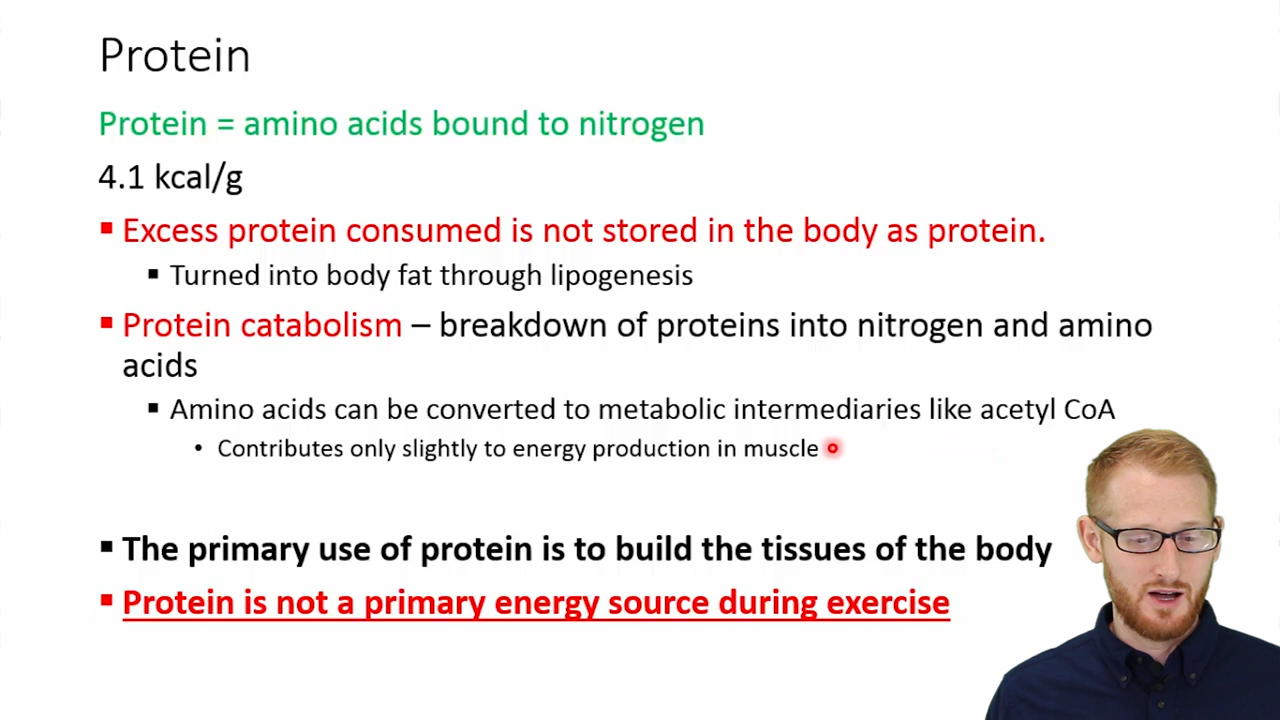 Protein
Protein = amino acids bound to nitrogen
4.1 kcal/g
▪ Excess protein consumed is not stored in the body as protein.
▪ Turned into body fat through lipogenesis
▪ Protein catabolism – breakdown of proteins into nitrogen and amino
acids
▪ Amino acids can be converted to metabolic intermediaries like acetyl CoA
• Contributes only slightly to energy production in muscle
▪ The primary use of protein is to build the tissues of the body
▪ Protein is not a primary energy source during exercise